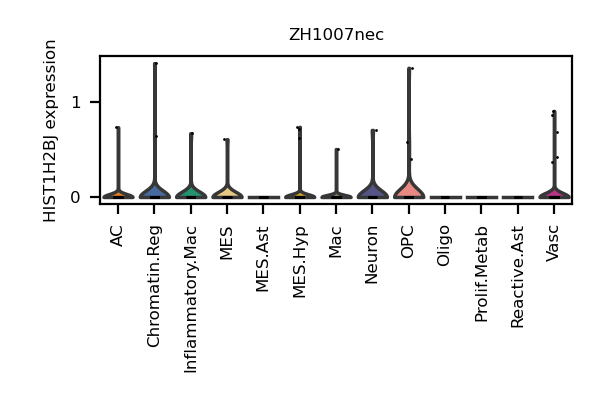 ZH1007nec
HIST1H2BJ expression
1
0
AC
Chromatin.Reg
Inflammatory.Mac
MES
MES.Ast
MES.Hyp
Mac
Neuron
OPC
Oligo
Prolif.Metab
Reactive.Ast
Vasc